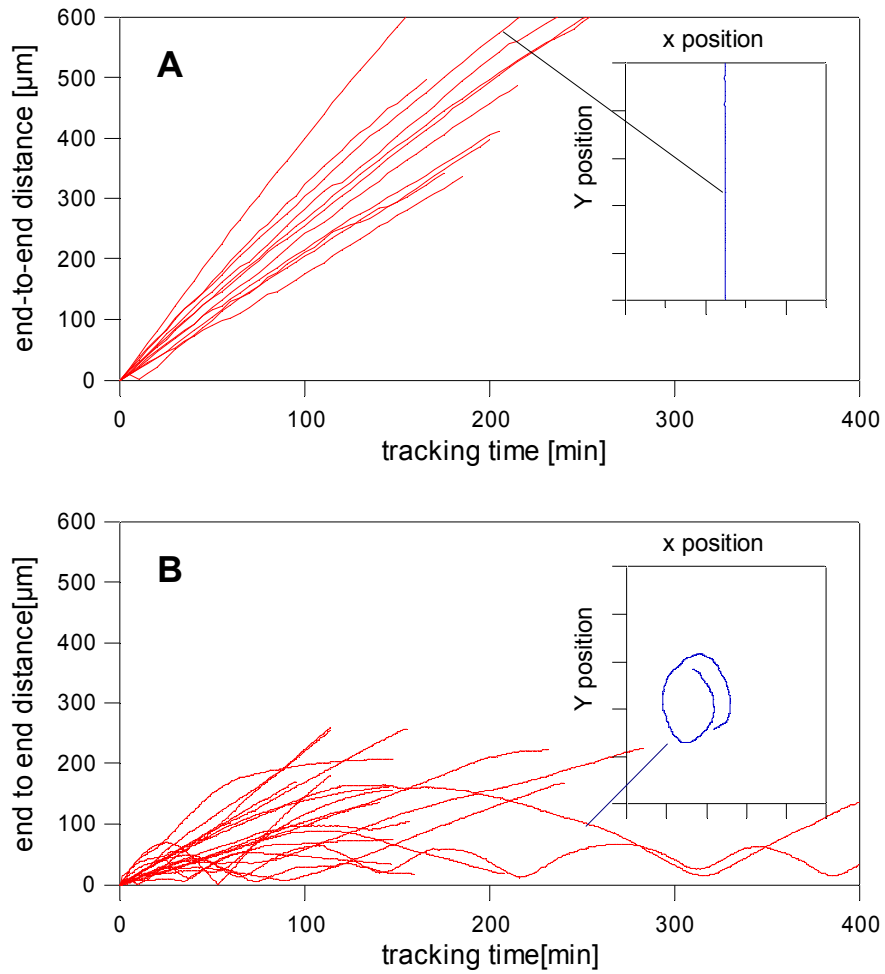 A
600
500
400
300
200
100
0
end-to-end distance [µm]
x position
Y position
0
100
200
300
400
tracking time [min]
B
600
500
400
300
200
100
0
end to end distance[µm]
x position
Y position
0
100
200
300
400
tracking time[min]